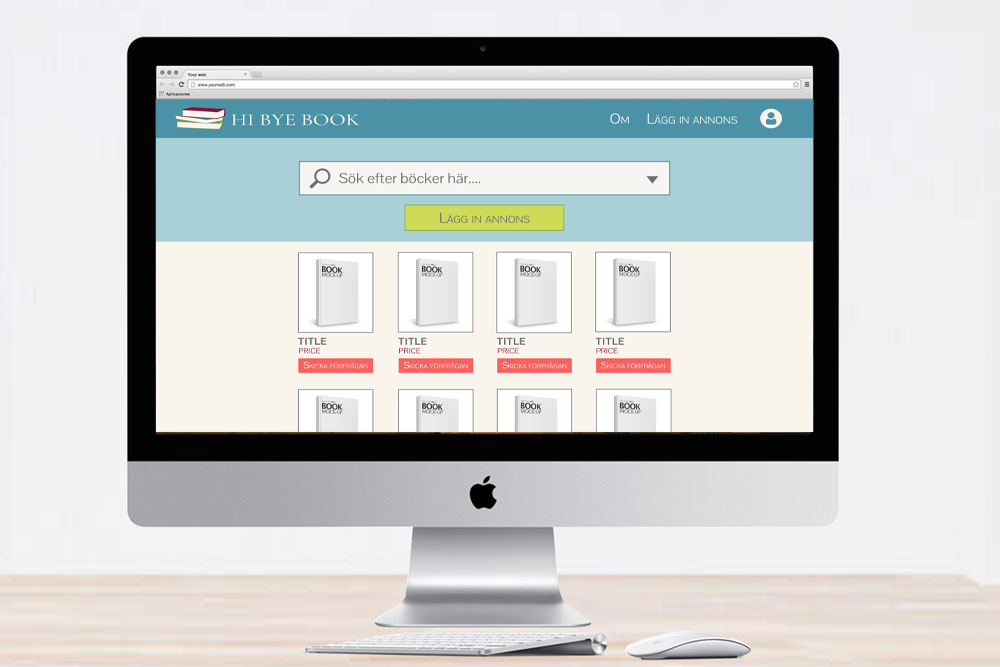 Your web
www.yourweb.com
Aplicaciones
HI BYE BOOK
Om
Lägg in annons
Sök efter böcker här....
Lägg in annons
BOOK
MOCK-UP
BOOK
MOCK-UP
BOOK
MOCK-UP
BOOK
MOCK-UP
TITLE
PRICE
Skicka förfrågan
TITLE
PRICE
Skicka förfrågan
TITLE
PRICE
Skicka förfrågan
TITLE
PRICE
Skicka förfrågan
BOOK
MOCK-UP
BOOK
MOCK-UP
BOOK
MOCK-UP
BOOK
MOCK-UP